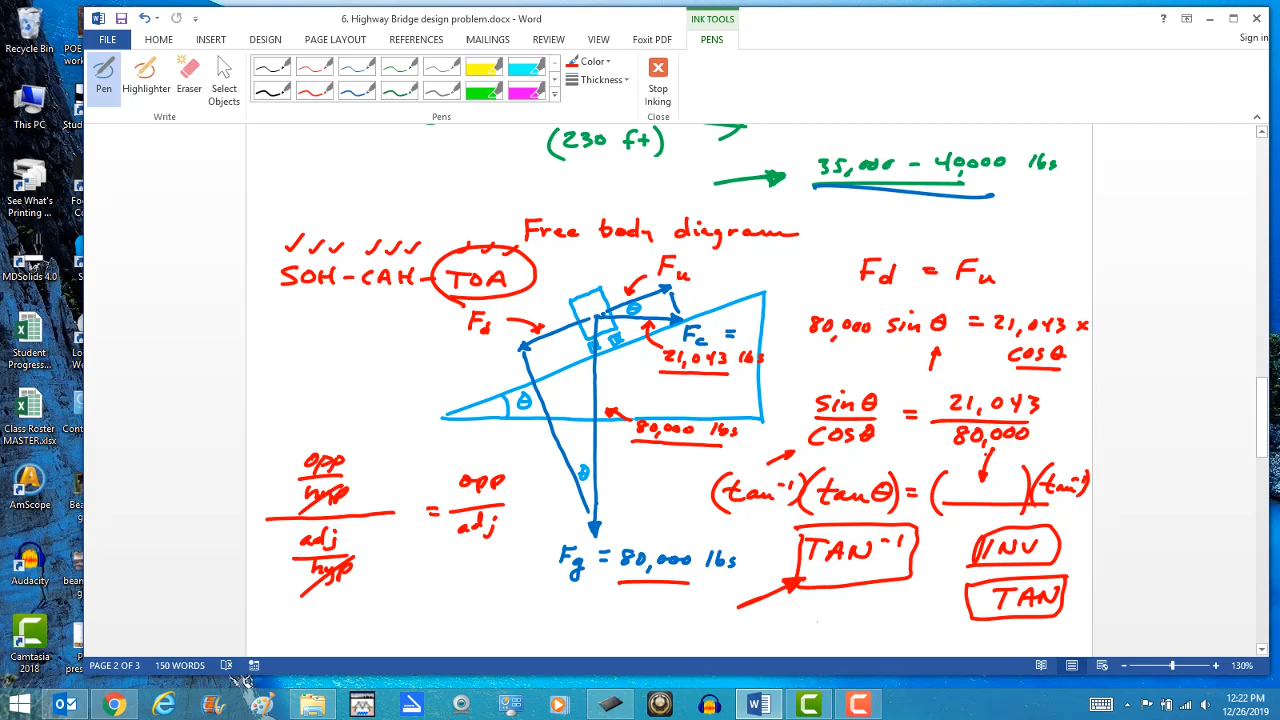 Recycle Bin
This PC
See What's
Printing ...
MDSolids 4.0
Student
Progress...
Class Roster
MASTER.xlsx
AmScope
Audacity
Camtasia
2018
6. Highway Bridge design problem.docx - Word
INK TOOLS
Sign in
FILE HOME INSERT DESIGN PAGE LAYOUT REFERENCES MAILINGS REVIEW VIEW Foxit PDF PENS
Pen Highlighter Eraser Select
Objects
Color
Thickness
Stop
Inking
Write Pens Close
(230 ft)
35,000 - 40,000 lbs
Free body diagram
SOH-CAH-TOA
Fu
Fd
θ
Fc =
21,043 lbs
θ
80,000 lbs
θ
Fg = 80,000 lbs
Fd = Fu
80,000 sin θ = 21,043 x
cos θ
sin θ / cos θ = 21,043 / 80,000
opp / hyp
adj / hyp
= opp / adj
(tan⁻¹)(tan θ) = ( )(tan⁻¹)
TAN⁻¹
INV
TAN
PAGE 2 OF 3 150 WORDS
130%
12:22 PM
12/26/2019